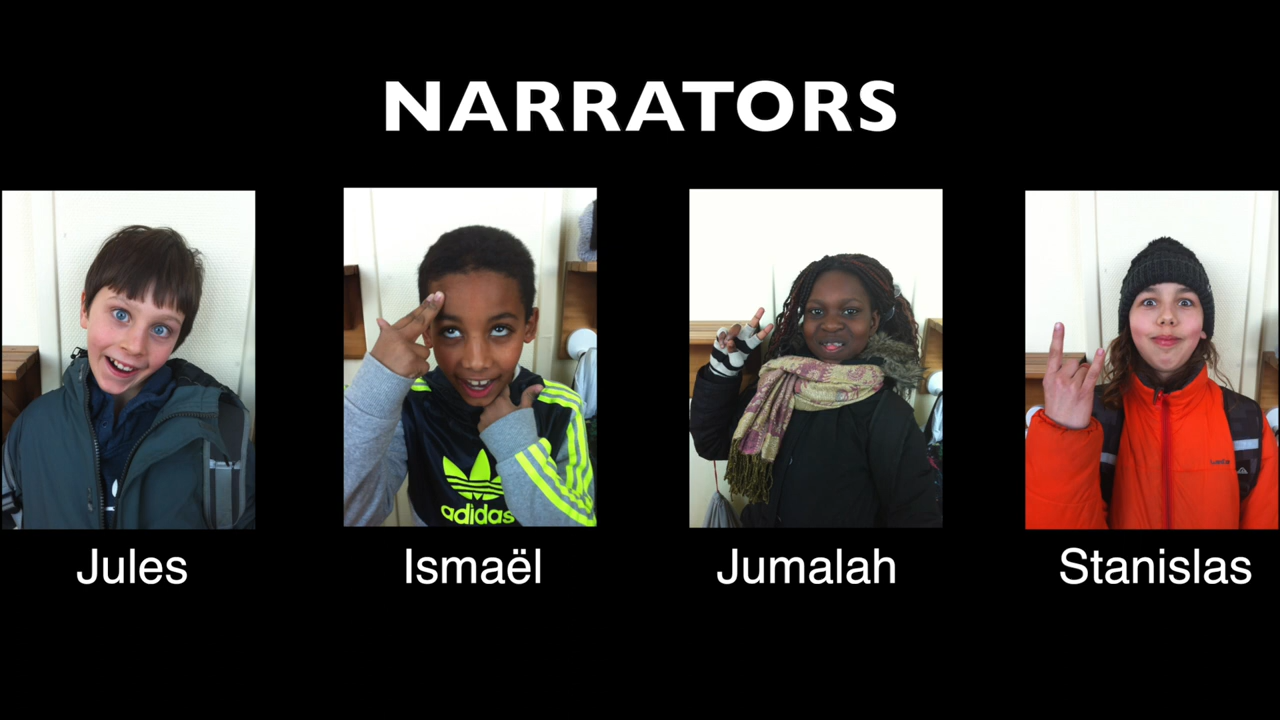 NARRATORS
adidas
Jules
Ismaël
Jumalah
Stanislas